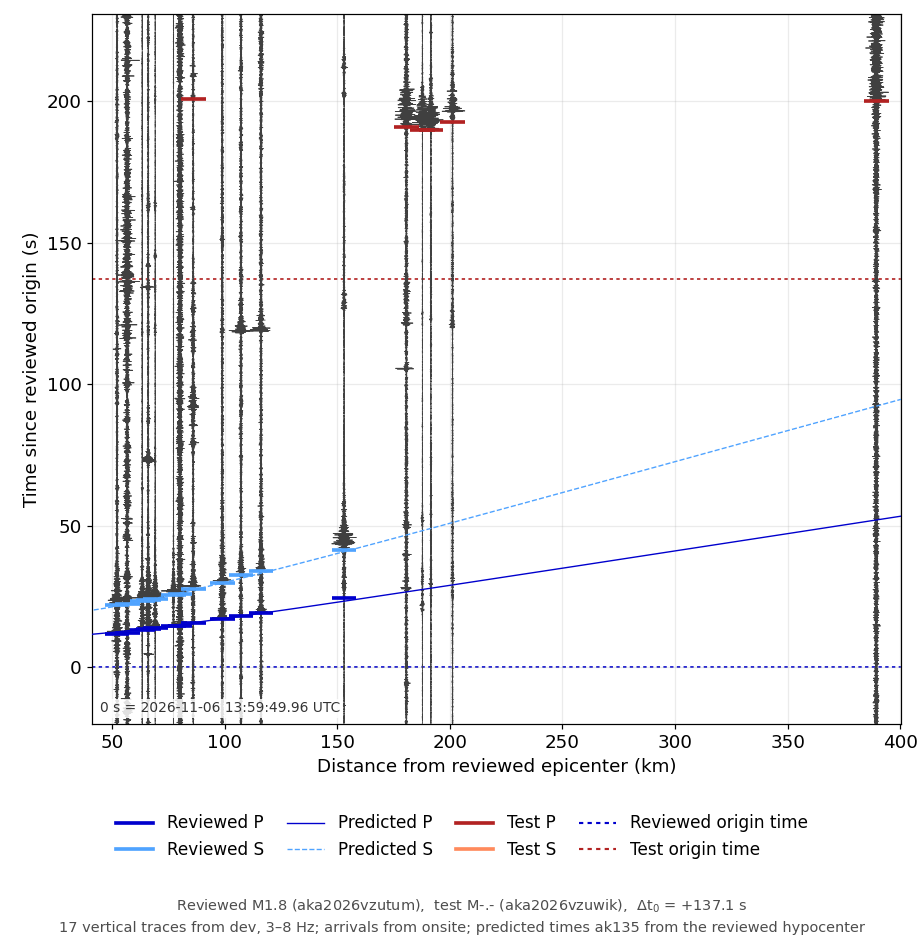 200
150
100
50
0
Time since reviewed origin (s)
0 s = 2026-11-06 13:59:49.96 UTC
50 100 150 200 250 300 350 400
Distance from reviewed epicenter (km)
Reviewed P Predicted P Test P Reviewed origin time
Reviewed S Predicted S Test S Test origin time
Reviewed M1.8 (aka2026vzutum), test M-.- (aka2026vzuwik), Δt₀ = +137.1 s
17 vertical traces from dev, 3–8 Hz; arrivals from onsite; predicted times ak135 from the reviewed hypocenter